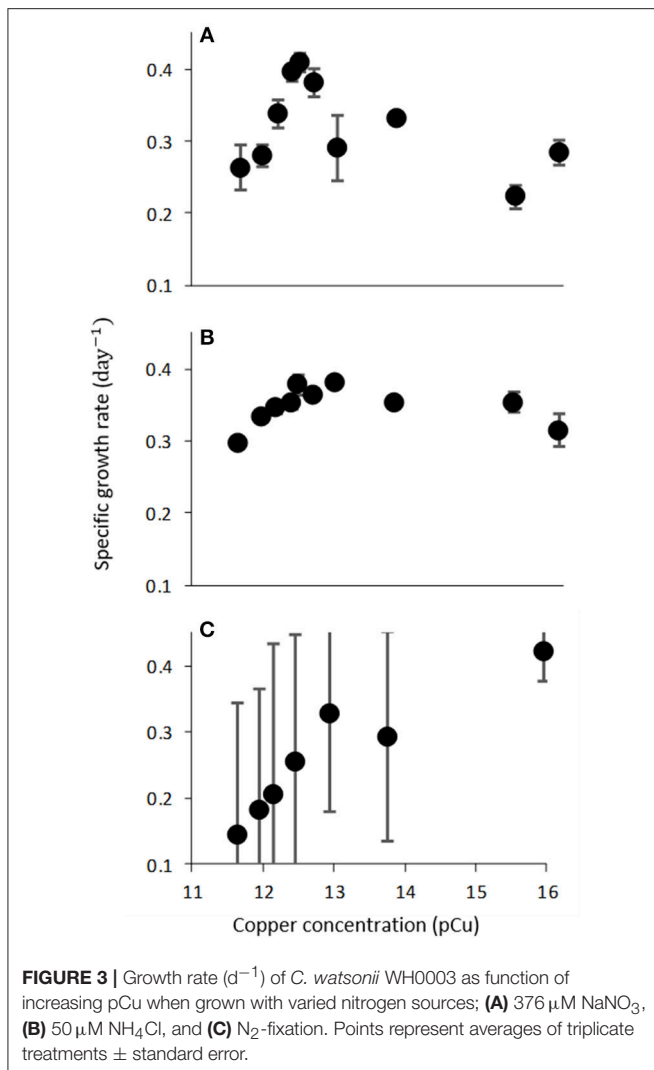 A
0.4
0.3
0.2
0.1
B
0.4
0.3
0.2
0.1
Specific growth rate (day⁻¹)
C
0.4
0.3
0.2
0.1
11 12 13 14 15 16
Copper concentration (pCu)
FIGURE 3 | Growth rate (d⁻¹) of C. watsonii WH0003 as function of
increasing pCu when grown with varied nitrogen sources; (A) 376 μM NaNO₃,
(B) 50 μM NH₄Cl, and (C) N₂-fixation. Points represent averages of triplicate
treatments ± standard error.